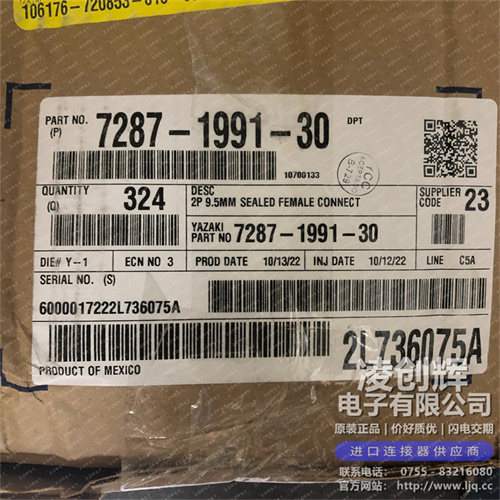 106176-720853-010
PART NO.
(P)
7287-1991-30
DPT
10700133
QUANTITY
(Q)
324
DESC
2P 9.5MM SEALED FEMALE CONNECT
SUPPLIER
CODE
23
YAZAKI
PART NO 7287-1991-30
DIE# Y-1
ECN NO 3
PROD DATE 10/13/22
INJ DATE 10/12/22
LINE C5A
SERIAL NO. (S)
6000017222L736075A
2L736075A
PRODUCT OF MEXICO
凌创辉
电子有限公司
原装正品 | 价好质优 | 闪电交期
进口连接器供应商
联系电话: 0755 - 83216080
官方网站: http://www.ljq.cc